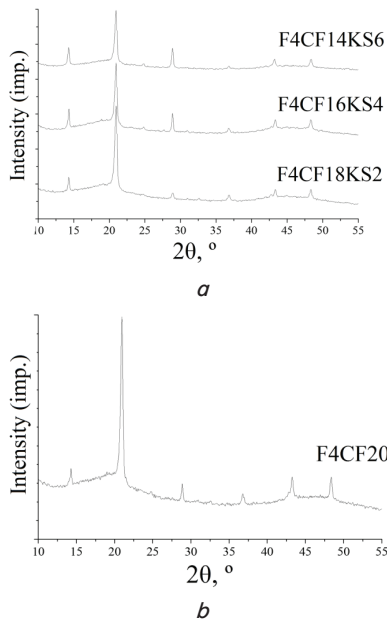 Intensity (imp.)
F4CF14KS6
F4CF16KS4
F4CF18KS2
10 15 20 25 30 35 40 45 50 55
2θ, º
a
Intensity (imp.)
F4CF20
10 15 20 25 30 35 40 45 50 55
2θ, º
b